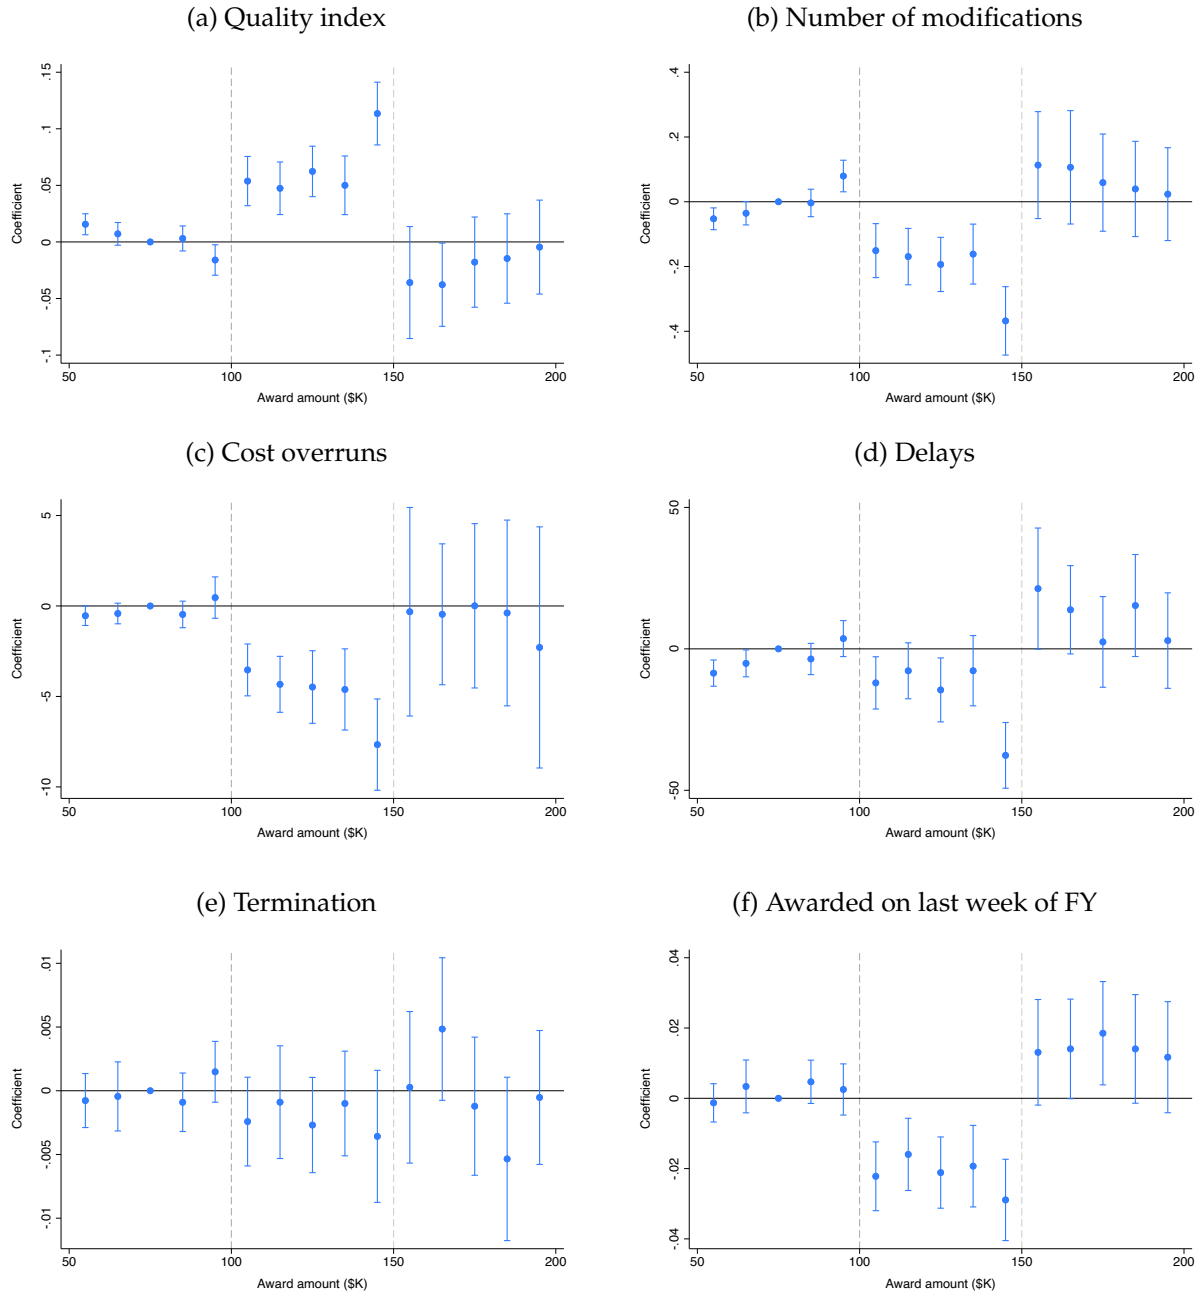 (a) Quality index
.15
.1
.05
0
-.05
-.1
Coefficient
50 100 150 200
Award amount ($K)
(b) Number of modifications
.4
.2
0
-.2
-.4
Coefficient
50 100 150 200
Award amount ($K)
(c) Cost overruns
5
0
-5
-10
Coefficient
50 100 150 200
Award amount ($K)
(d) Delays
50
0
-50
Coefficient
50 100 150 200
Award amount ($K)
(e) Termination
.01
.005
0
-.005
-.01
Coefficient
50 100 150 200
Award amount ($K)
(f) Awarded on last week of FY
.04
.02
0
-.02
-.04
Coefficient
50 100 150 200
Award amount ($K)